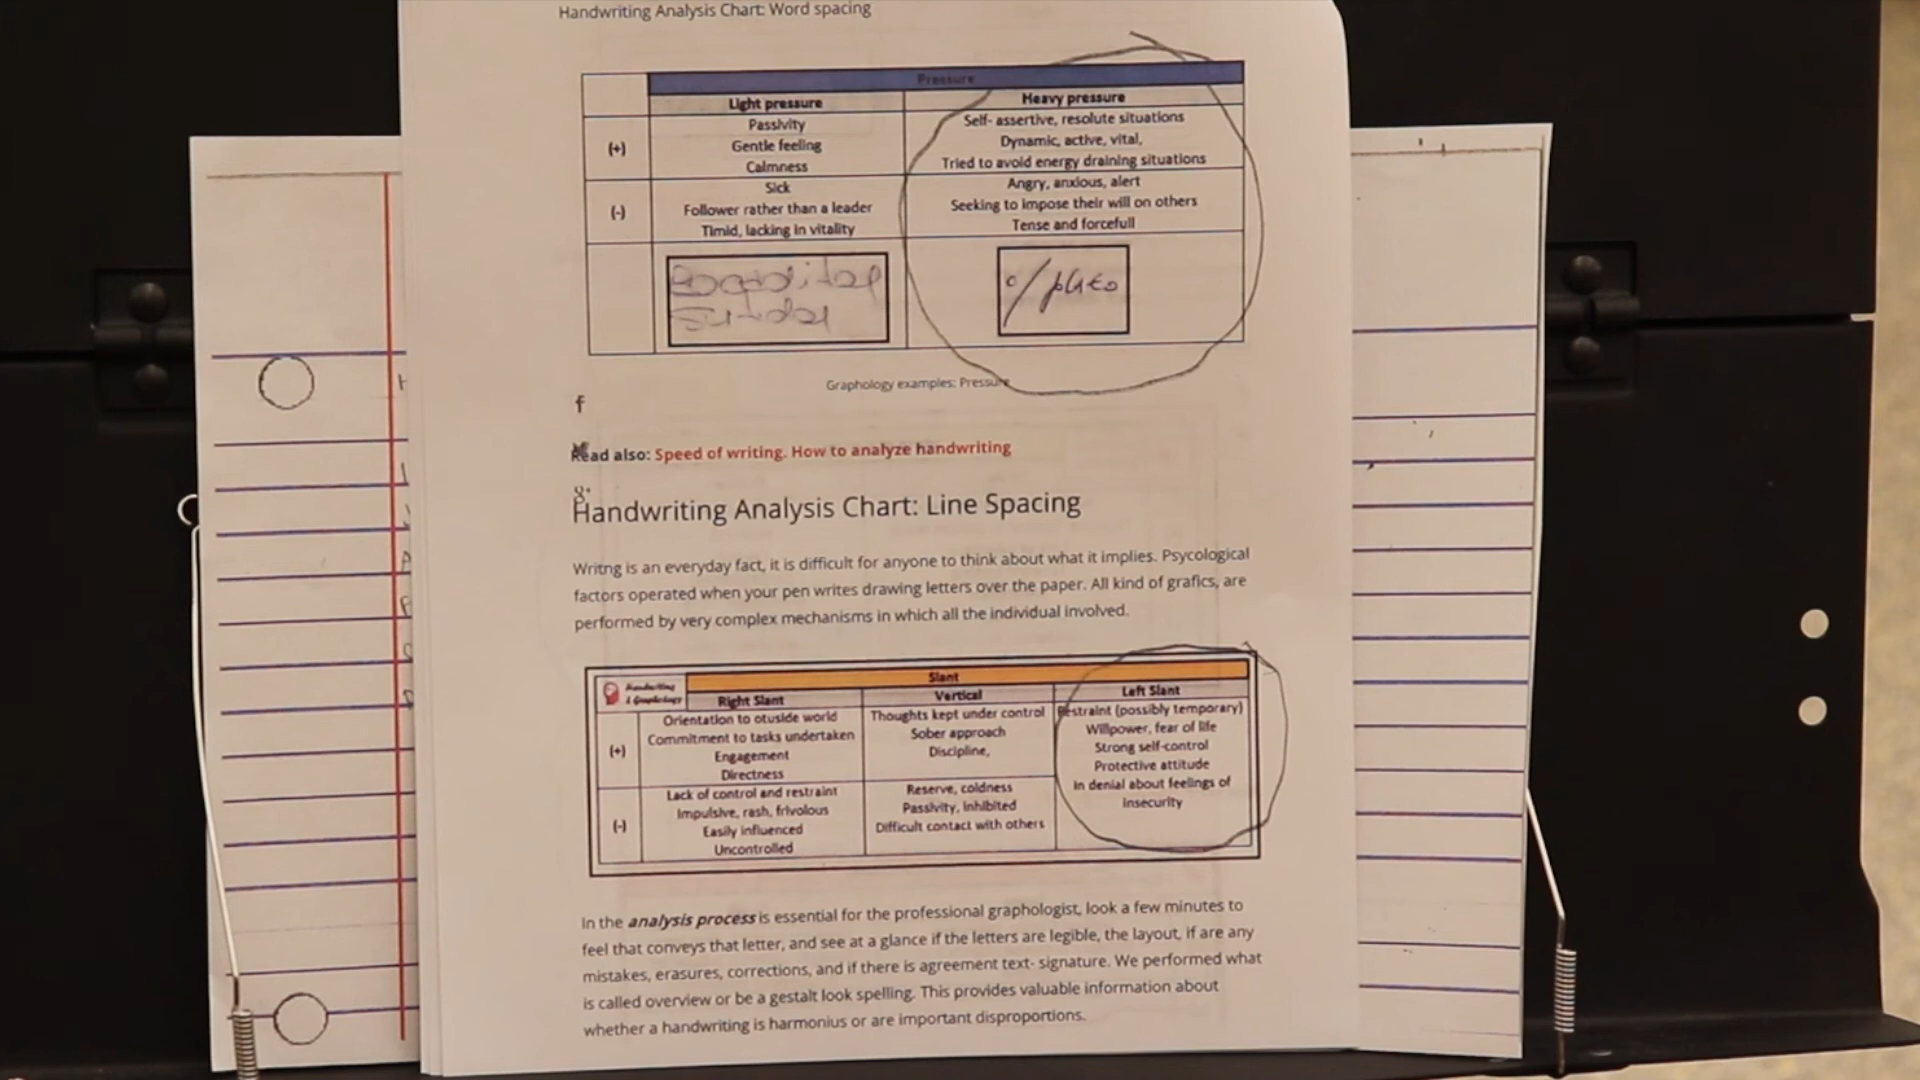 Handwriting Analysis Chart: Word spacing
Pressure
Light pressure Heavy pressure
(+)
Passivity
Gentle feeling
Calmness
Self- assertive, resolute situations
Dynamic, active, vital,
Tried to avoid energy draining situations
(-)
Sick
Follower rather than a leader
Timid, lacking in vitality
Angry, anxious, alert
Seeking to impose their will on others
Tense and forcefull
Graphology examples: Pressure
f
Read also: Speed of writing. How to analyze handwriting
g+
Handwriting Analysis Chart: Line Spacing
Writng is an everyday fact, it is difficult for anyone to think about what it implies. Psycological
factors operated when your pen writes drawing letters over the paper. All kind of grafics, are
performed by very complex mechanisms in which all the individual involved.
Handwriting
& Graphology
Slant
Right Slant Vertical Left Slant
(+)
Orientation to otuside world
Commitment to tasks undertaken
Engagement
Directness
Thoughts kept under control
Sober approach
Discipline,
Restraint (possibly temporary)
Willpower, fear of life
Strong self-control
Protective attitude
In denial about feelings of
insecurity
(-)
Lack of control and restraint
Impulsive, rash, frivolous
Easily influenced
Uncontrolled
Reserve, coldness
Passivity, inhibited
Difficult contact with others
In the analysis process is essential for the professional graphologist, look a few minutes to
feel that conveys that letter, and see at a glance if the letters are legible, the layout, if are any
mistakes, erasures, corrections, and if there is agreement text- signature. We performed what
is called overview or be a gestalt look spelling. This provides valuable information about
whether a handwriting is harmonius or are important disproportions.